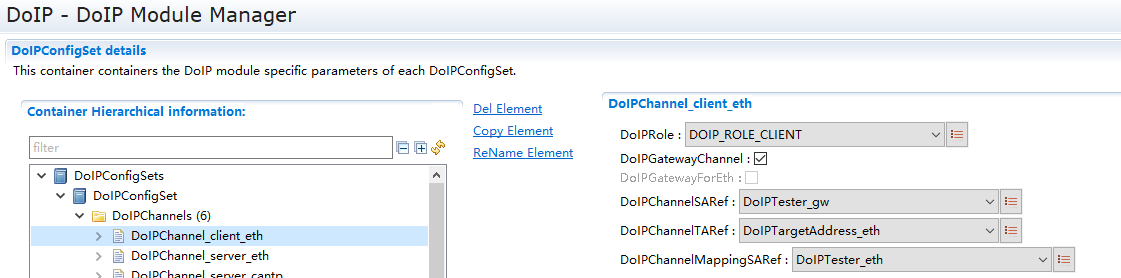 DoIP - DoIP Module Manager
DoIPConfigSet details
This container containers the DoIP module specific parameters of each DoIPConfigSet.
Container Hierarchical information:
filter
DoIPConfigSets
DoIPConfigSet
DoIPChannels (6)
DoIPChannel_client_eth
DoIPChannel_server_eth
DoIPChannel_server_cantp
Del Element
Copy Element
ReName Element
DoIPChannel_client_eth
DoIPRole : DOIP_ROLE_CLIENT
DoIPGatewayChannel :
DoIPGatewayForEth :
DoIPChannelSARef : DoIPTester_gw
DoIPChannelTARef : DoIPTargetAddress_eth
DoIPChannelMappingSARef : DoIPTester_eth